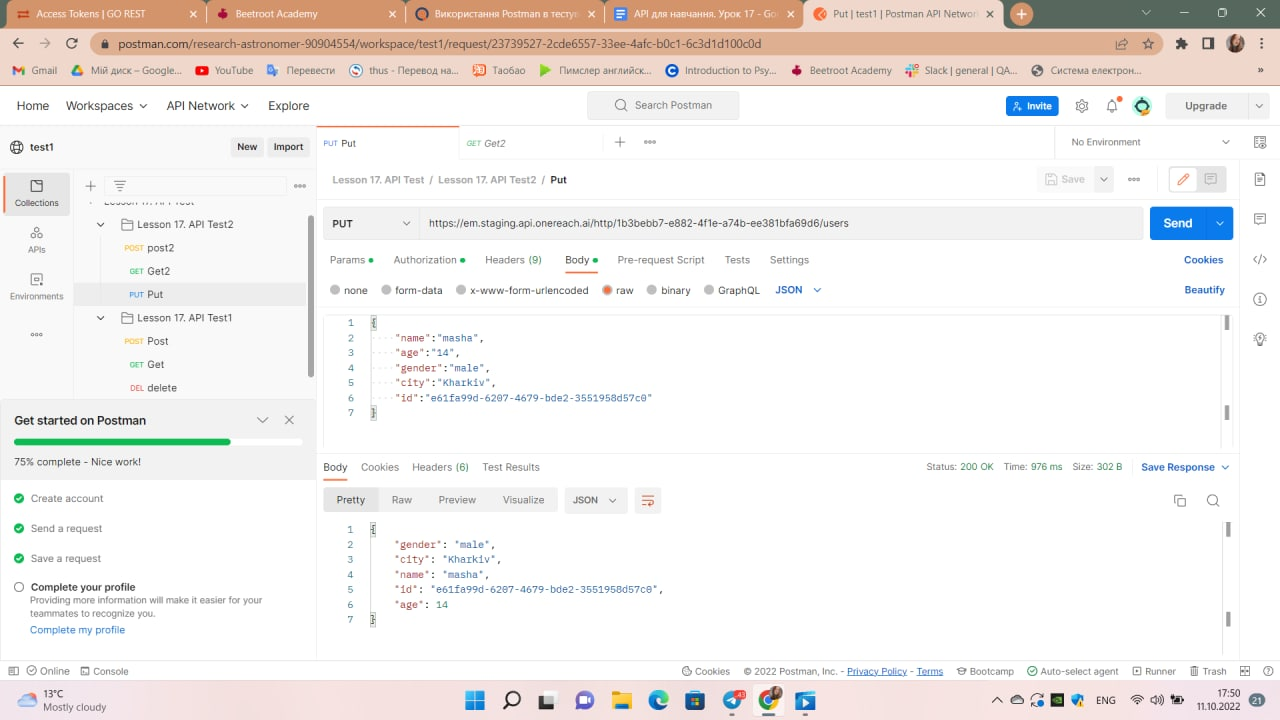 Access Tokens | GO REST
Beetroot Academy
Використання Postman в тестув
API для навчання. Урок 17 - Goo
Put | test1 | Postman API Network
postman.com/research-astronomer-90904554/workspace/test1/request/23739527-2cde6557-33ee-4afc-b0c1-6c3d1d100c0d
Gmail
Мій диск – Google...
YouTube
Перевести
thus - Перевод на...
Таобао
Пимслер английск...
Introduction to Psy...
Beetroot Academy
Slack | general | QA...
Система електрон...
»
Home
Workspaces
API Network
Explore
Search Postman
Invite
Upgrade
test1
New
Import
PUT Put
GET Get2
No Environment
Collections
APIs
Environments
Lesson 17. API Test
Lesson 17. API Test2
POST post2
GET Get2
PUT Put
Lesson 17. API Test1
POST Post
GET Get
DEL delete
Lesson 17. API Test / Lesson 17. API Test2 / Put
Save
PUT
https://em.staging.api.onereach.ai/http/1b3bebb7-e882-4f1e-a74b-ee381bfa69d6/users
Send
Params
Authorization
Headers (9)
Body
Pre-request Script
Tests
Settings
Cookies
none
form-data
x-www-form-urlencoded
raw
binary
GraphQL
JSON
Beautify
1 {
2 "name":"masha",
3 "age":"14",
4 "gender":"male",
5 "city":"Kharkiv",
6 "id":"e61fa99d-6207-4679-bde2-3551958d57c0"
7 }
Get started on Postman
75% complete - Nice work!
Create account
Send a request
Save a request
Complete your profile
Providing more information will make it easier for your
teammates to recognize you.
Complete my profile
Body
Cookies
Headers (6)
Test Results
Status: 200 OK
Time: 976 ms
Size: 302 B
Save Response
Pretty
Raw
Preview
Visualize
JSON
1 {
2 "gender": "male",
3 "city": "Kharkiv",
4 "name": "masha",
5 "id": "e61fa99d-6207-4679-bde2-3551958d57c0",
6 "age": 14
7 }
Online
Console
Cookies
© 2022 Postman, Inc. - Privacy Policy - Terms
Bootcamp
Auto-select agent
Runner
Trash
13°C
Mostly cloudy
ENG
17:50
11.10.2022
21